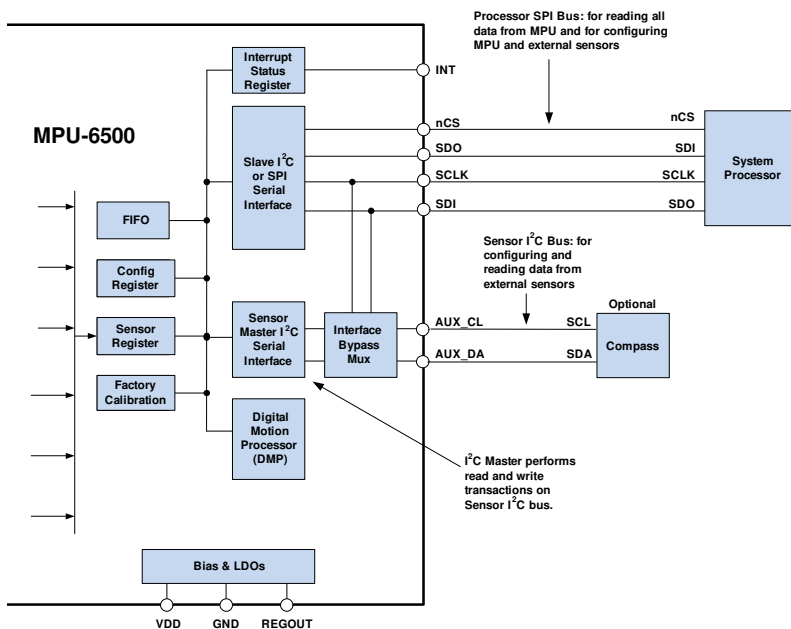 Processor SPI Bus: for reading all
data from MPU and for configuring
MPU and external sensors
Interrupt
Status
Register
INT
MPU-6500
Slave I²C
or SPI
Serial
Interface
nCS
SDO
SCLK
SDI
nCS
SDI
SCLK
SDO
System
Processor
FIFO
Config
Register
Sensor
Register
Factory
Calibration
Sensor I²C Bus: for
configuring and
reading data from
external sensors
Sensor
Master I²C
Serial
Interface
Interface
Bypass
Mux
AUX_CL
AUX_DA
SCL
SDA
Optional
Compass
Digital
Motion
Processor
(DMP)
I²C Master performs
read and write
transactions on
Sensor I²C bus.
Bias & LDOs
VDD
GND
REGOUT